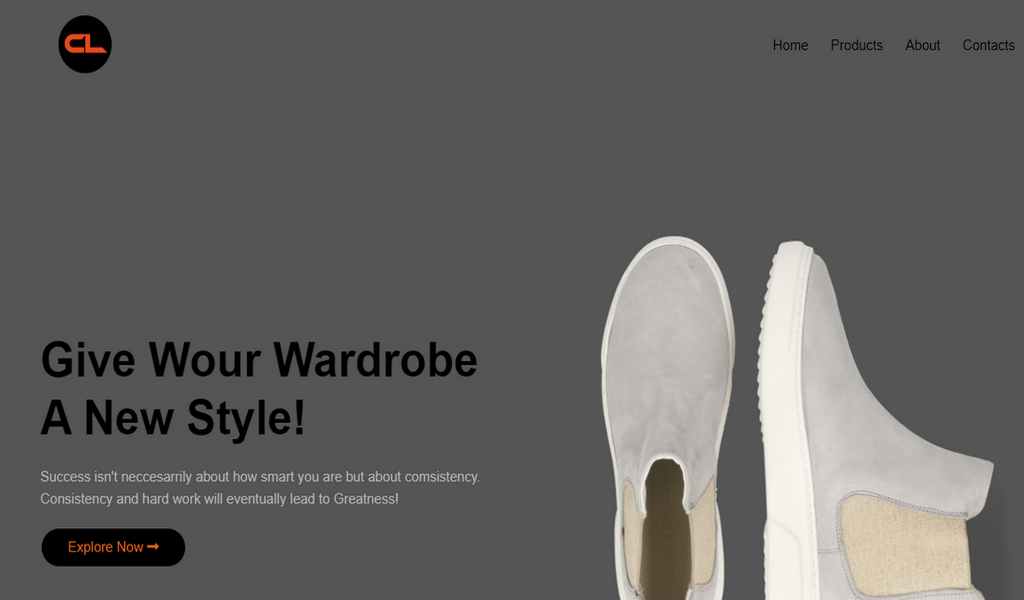 CL
Home Products About Contacts
Give Wour Wardrobe
A New Style!
Success isn't neccesarrily about how smart you are but about comsistency.
Consistency and hard work will eventually lead to Greatness!
Explore Now